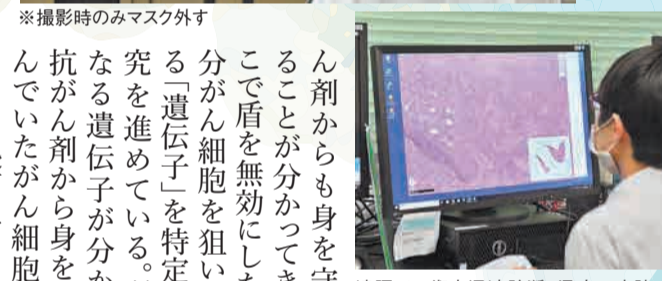 ※撮影時のみマスク外す
ん剤からも身を守
ることが分かってき
こで盾を無効にした
分がん細胞を狙い
る「遺伝子」を特定
究を進めている。
なる遺伝子が分か
抗がん剤から身を
んでいたがん細胞